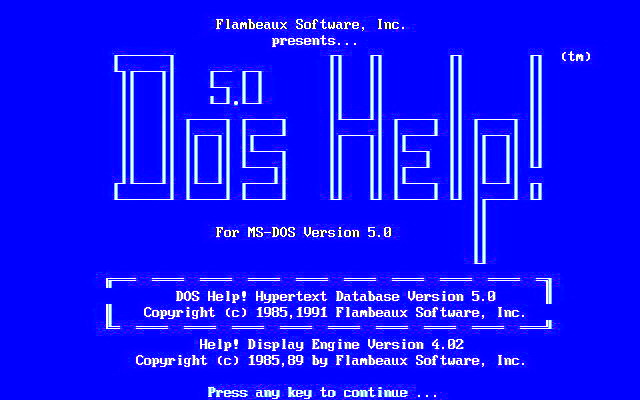 Flambeaux Software, Inc.
presents...
(tm)
5.0
Dos Help!
For MS-DOS Version 5.0
DOS Help! Hypertext Database Version 5.0
Copyright (c) 1985,1991 Flambeaux Software, Inc.
Help! Display Engine Version 4.02
Copyright (c) 1985,89 by Flambeaux Software, Inc.
Press any key to continue ...